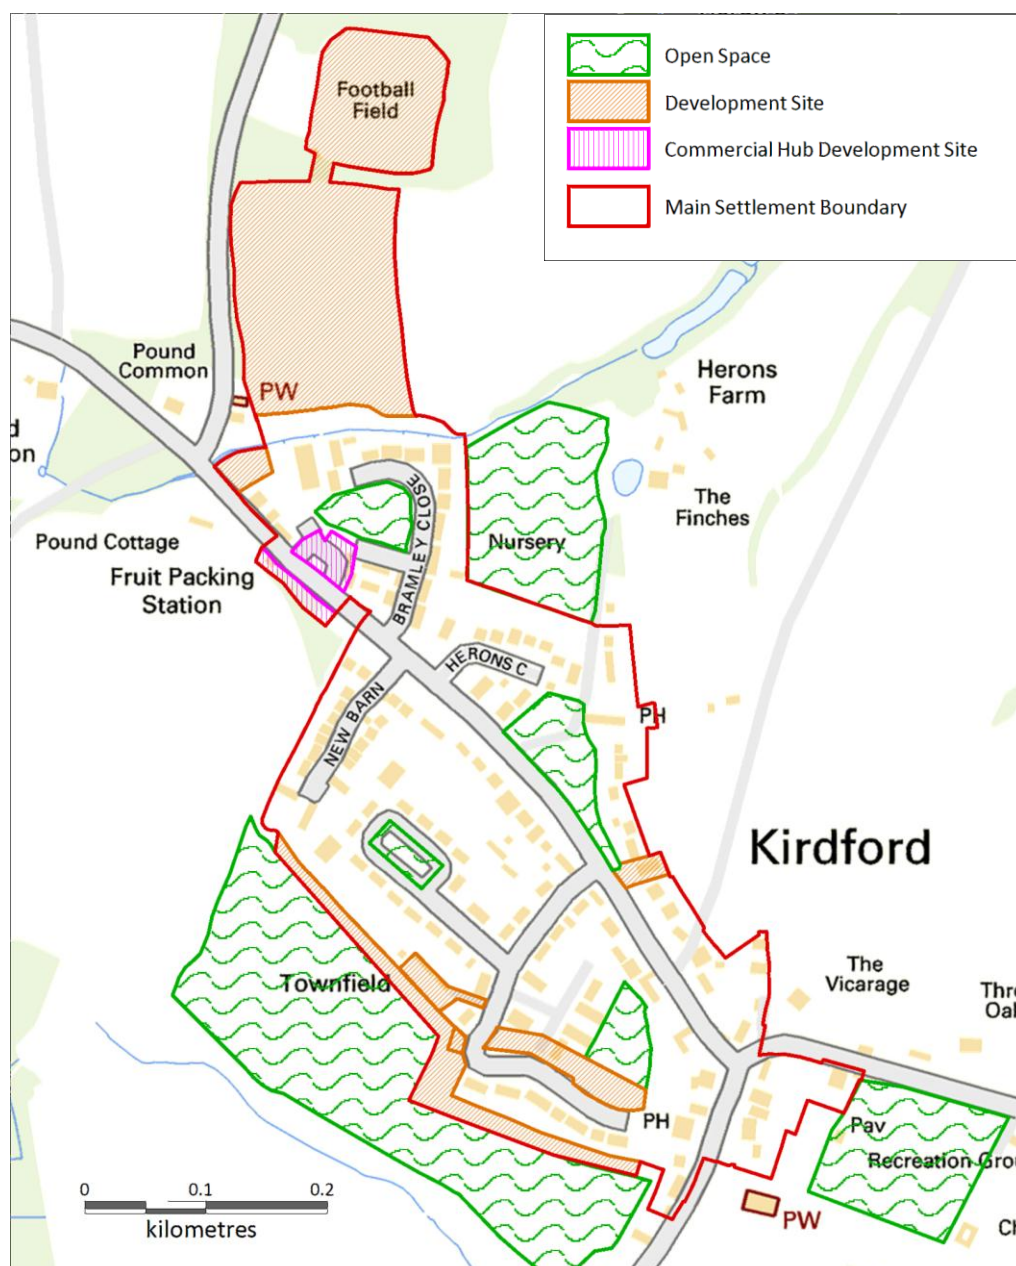 Open Space
Development Site
Commercial Hub Development Site
Main Settlement Boundary
Football
Field
Pound
Common
PW
Herons
Farm
The
Finches
Nursery
BRAMLEY CLOSE
Pound Cottage
Fruit Packing
Station
HERONS C
NEW BARN
PH
Kirdford
Townfield
The
Vicarage
PH
Pav
Recreation Grou
PW
0 0.1 0.2
kilometres